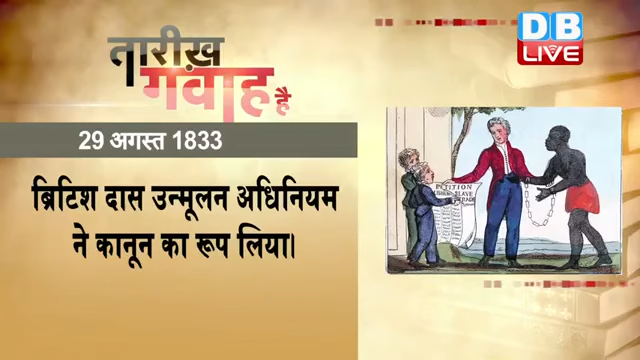 तारीख़
गवाह है
DB
LIVE
29 अगस्त 1833
ब्रिटिश दास उन्मूलन अधिनियम
ने कानून का रूप लिया।
PETITION
SLAVE